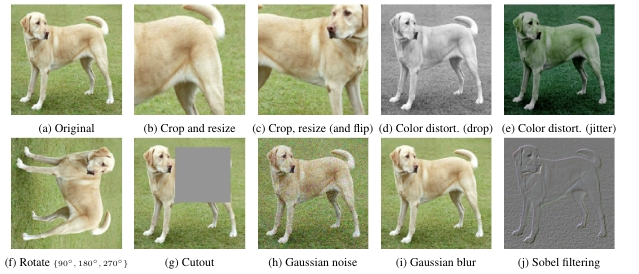 (a) Original
(b) Crop and resize
(c) Crop, resize (and flip)
(d) Color distort. (drop)
(e) Color distort. (jitter)
(f) Rotate {90°, 180°, 270°}
(g) Cutout
(h) Gaussian noise
(i) Gaussian blur
(j) Sobel filtering